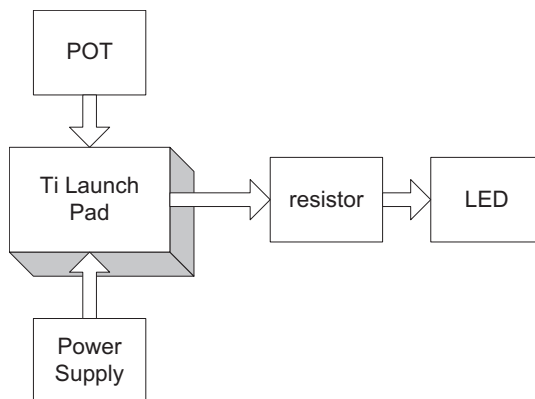 POT
Ti Launch
Pad
resistor
LED
Power
Supply